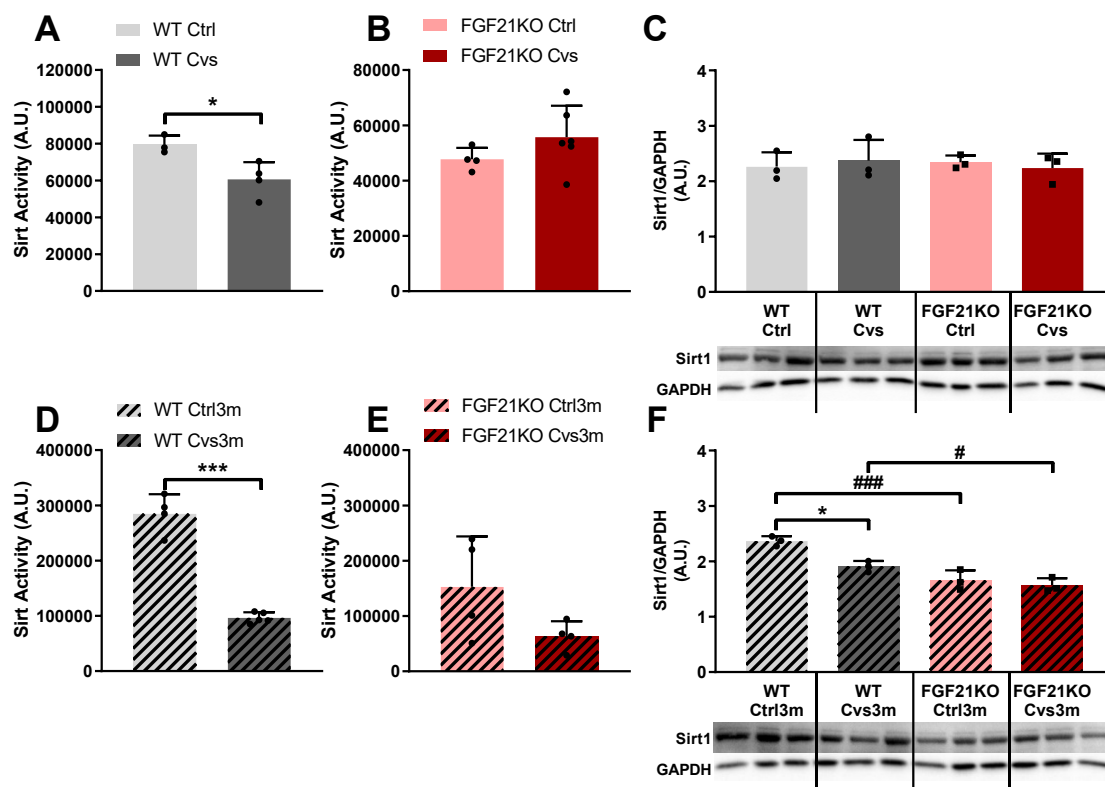 A
WT Ctrl
WT Cvs
Sirt Activity (A.U.)
120000
100000
80000
60000
40000
20000
0
*
B
FGF21KO Ctrl
FGF21KO Cvs
Sirt Activity (A.U.)
80000
60000
40000
20000
0
C
Sirt1/GAPDH
(A.U.)
4
3
2
1
0
WT
Ctrl
WT
Cvs
FGF21KO
Ctrl
FGF21KO
Cvs
Sirt1
GAPDH
D
WT Ctrl3m
WT Cvs3m
Sirt Activity (A.U.)
400000
300000
200000
100000
0
***
E
FGF21KO Ctrl3m
FGF21KO Cvs3m
Sirt Activity (A.U.)
400000
300000
200000
100000
0
F
Sirt1/GAPDH
(A.U.)
4
3
2
1
0
#
###
*
WT
Ctrl3m
WT
Cvs3m
FGF21KO
Ctrl3m
FGF21KO
Cvs3m
Sirt1
GAPDH